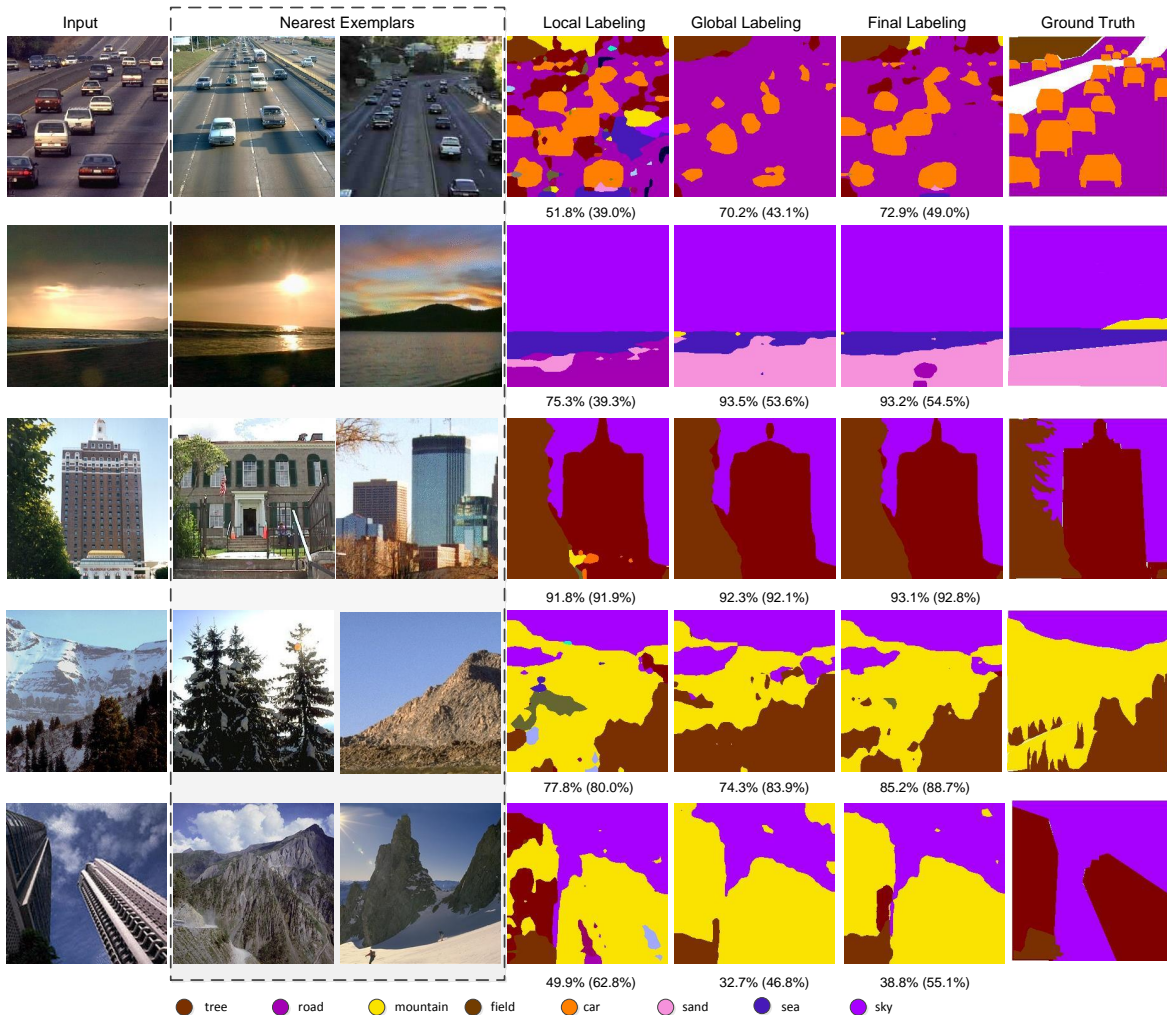 Input Nearest Exemplars Local Labeling Global Labeling Final Labeling Ground Truth
51.8% (39.0%) 70.2% (43.1%) 72.9% (49.0%)
75.3% (39.3%) 93.5% (53.6%) 93.2% (54.5%)
91.8% (91.9%) 92.3% (92.1%) 93.1% (92.8%)
77.8% (80.0%) 74.3% (83.9%) 85.2% (88.7%)
49.9% (62.8%) 32.7% (46.8%) 38.8% (55.1%)
tree road mountain field car sand sea sky